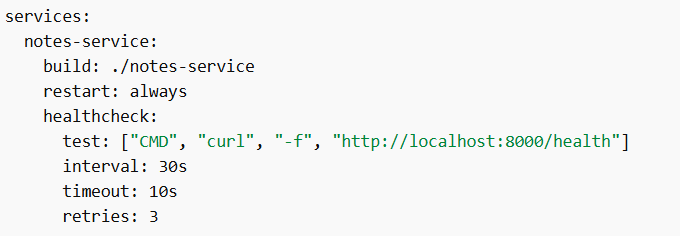 services:
  notes-service:
    build: ./notes-service
    restart: always
    healthcheck:
      test: ["CMD", "curl", "-f", "http://localhost:8000/health"]
      interval: 30s
      timeout: 10s
      retries: 3